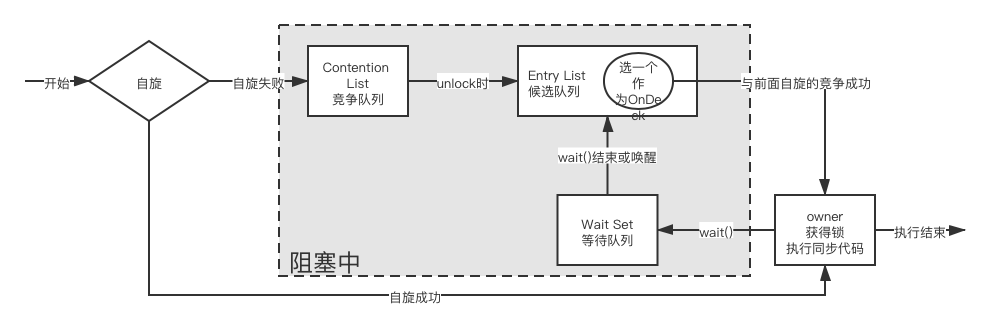 开始
自旋
自旋失败
Contention
List
竞争队列
unlock时
Entry List
候选队列
选一个
作
为OnDe
ck
与前面自旋的竞争成功
wait()结束或唤醒
Wait Set
等待队列
wait()
owner
获得锁
执行同步代码
执行结束
阻塞中
自旋成功